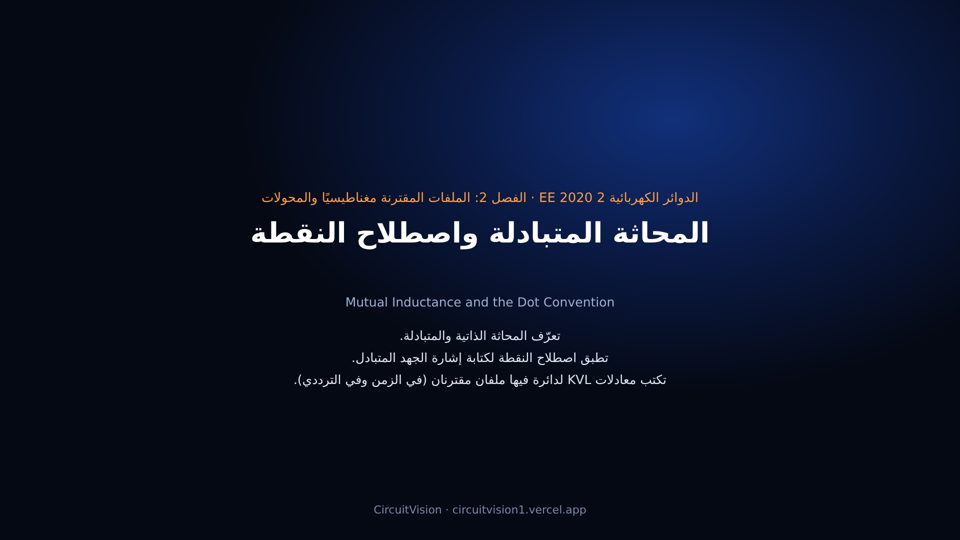 الدوائر الكهربائية 2 EE 2020 · الفصل 2: الملفات المقترنة مغناطيسيًا والمحولات
المحاثة المتبادلة واصطلاح النقطة
Mutual Inductance and the Dot Convention
تعرّف المحاثة الذاتية والمتبادلة.
تطبق اصطلاح النقطة لكتابة إشارة الجهد المتبادل.
تكتب معادلات KVL لدائرة فيها ملفان مقترنان (في الزمن وفي الترددي).
CircuitVision · circuitvision1.vercel.app